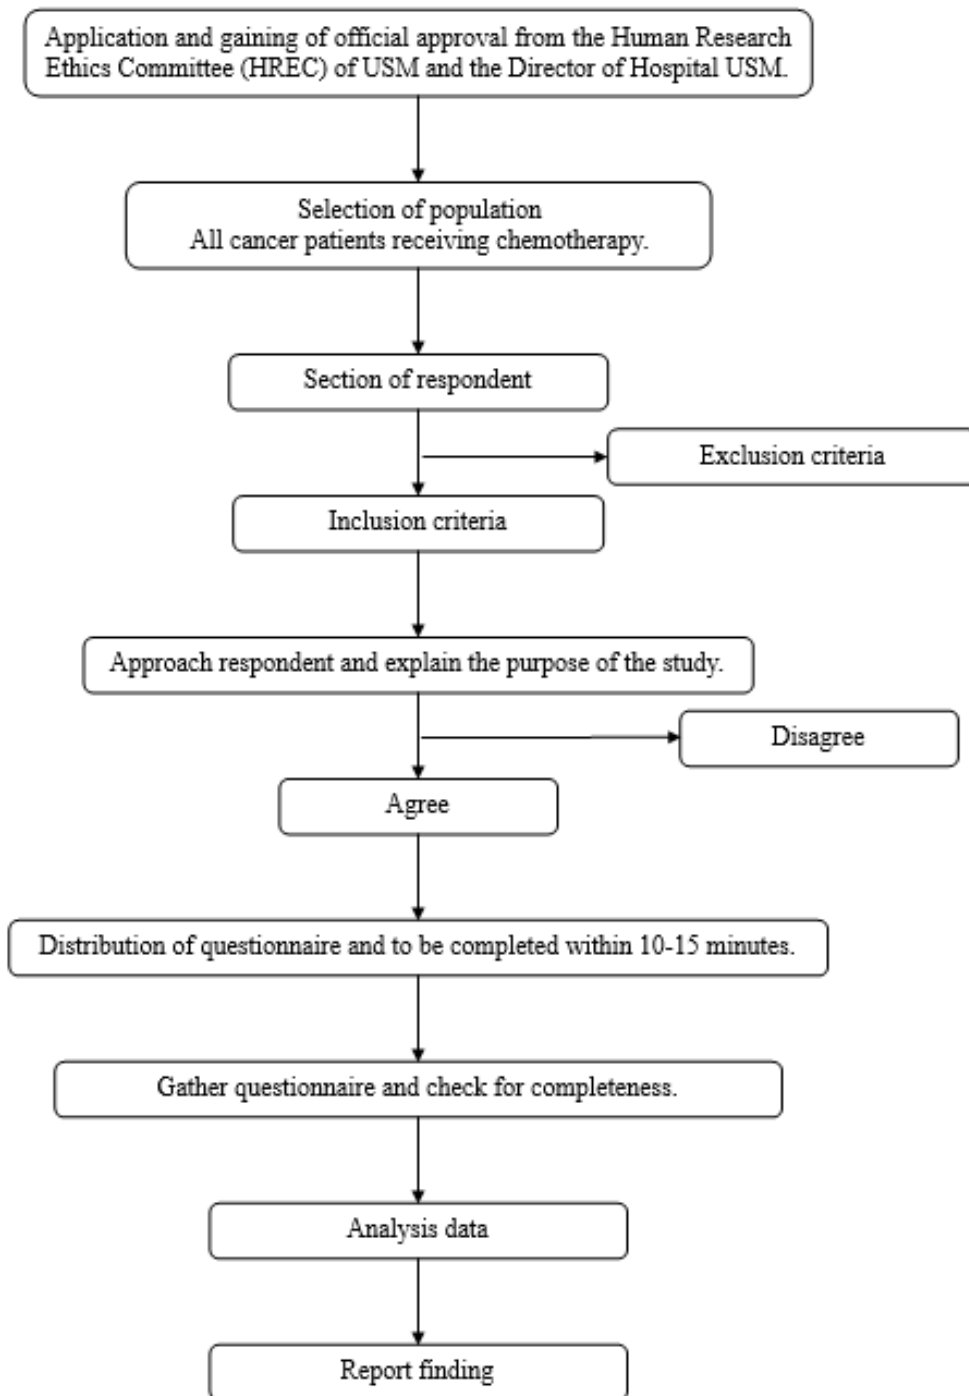 Application and gaining of official approval from the Human Research
Ethics Committee (HREC) of USM and the Director of Hospital USM.
Selection of population
All cancer patients receiving chemotherapy.
Section of respondent
Exclusion criteria
Inclusion criteria
Approach respondent and explain the purpose of the study.
Disagree
Agree
Distribution of questionnaire and to be completed within 10-15 minutes.
Gather questionnaire and check for completeness.
Analysis data
Report finding